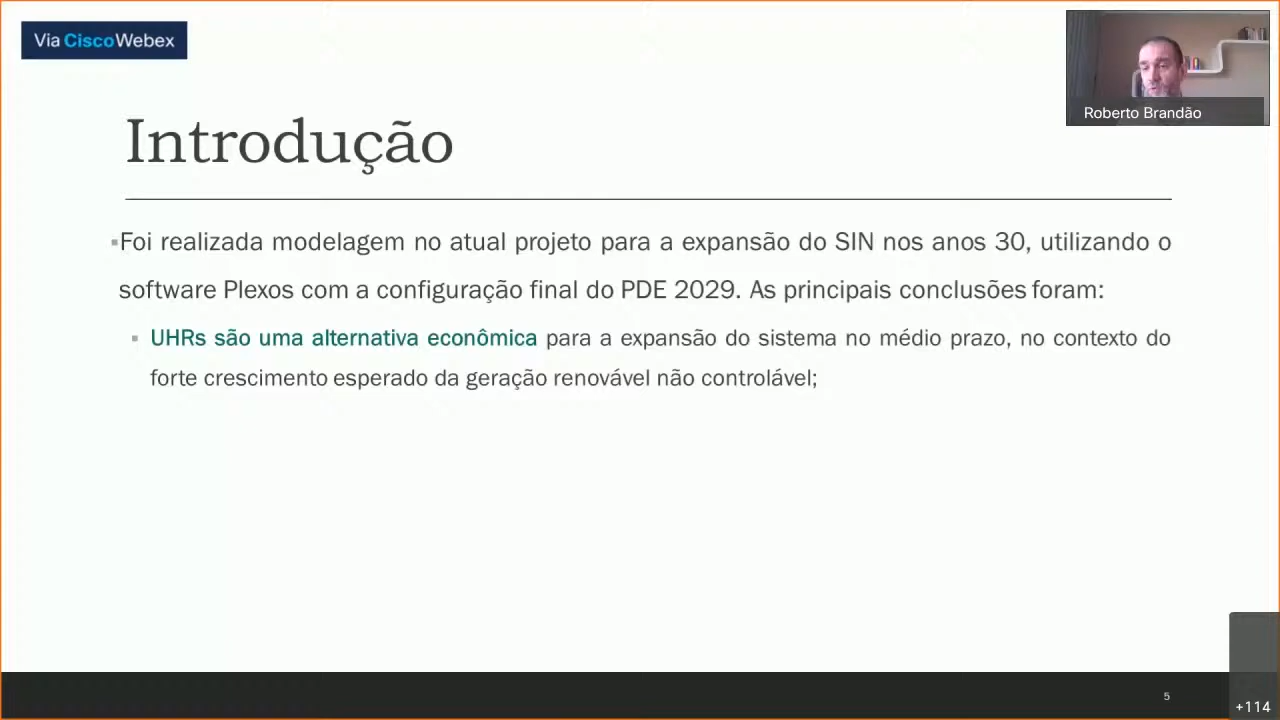 Via Cisco Webex
Roberto Brandão
Introdução
▪Foi realizada modelagem no atual projeto para a expansão do SIN nos anos 30, utilizando o
software Plexos com a configuração final do PDE 2029. As principais conclusões foram:
▪ UHRs são uma alternativa econômica para a expansão do sistema no médio prazo, no contexto do
forte crescimento esperado da geração renovável não controlável;
5
+114